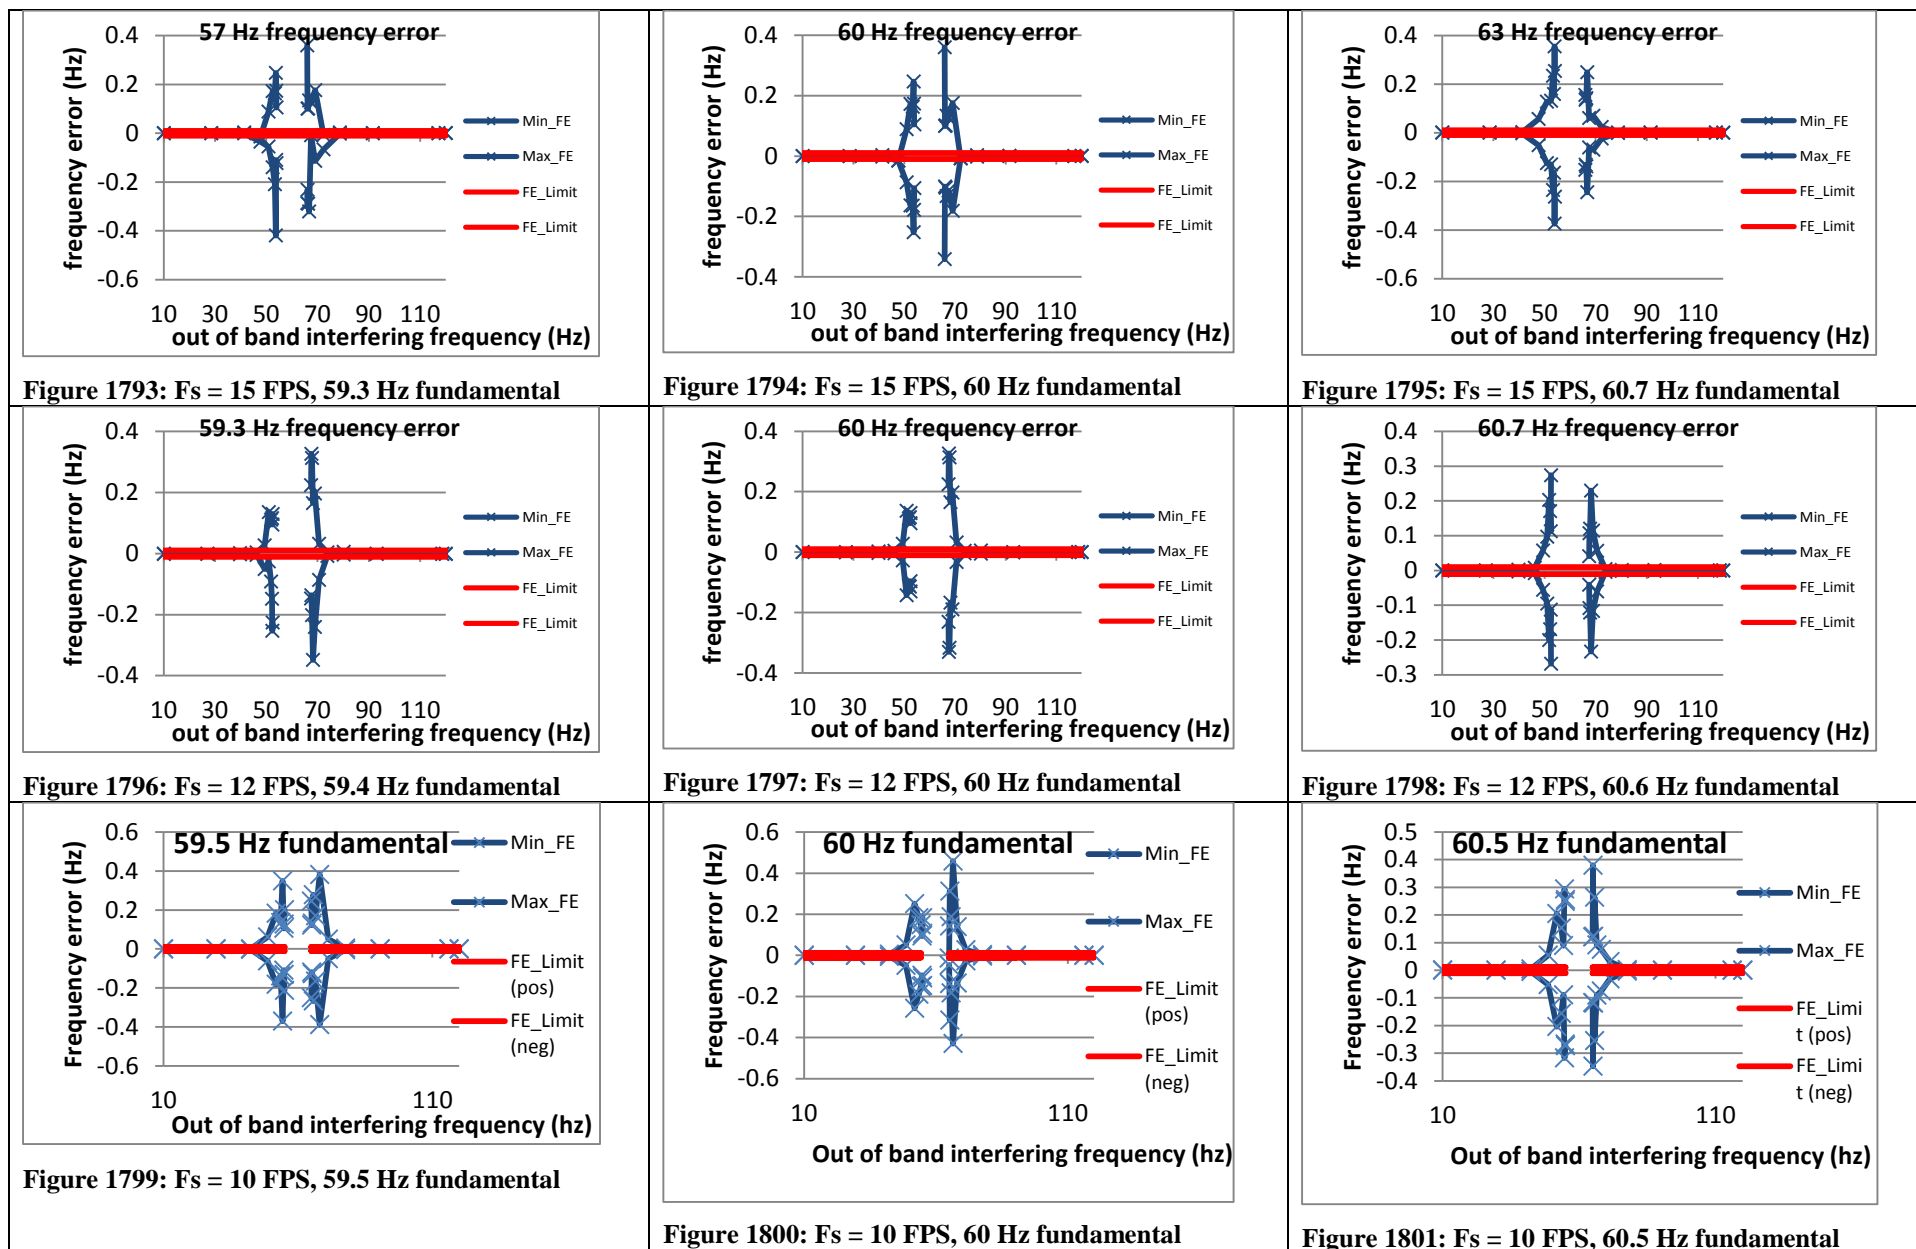 57 Hz frequency error
frequency error (Hz)
0.4
0.2
0
-0.2
-0.4
-0.6
10 30 50 70 90 110
out of band interfering frequency (Hz)
Min_FE
Max_FE
FE_Limit
FE_Limit
Figure 1793: Fs = 15 FPS, 59.3 Hz fundamental
60 Hz frequency error
frequency error (Hz)
0.4
0.2
0
-0.2
-0.4
10 30 50 70 90 110
out of band interfering frequency (Hz)
Min_FE
Max_FE
FE_Limit
FE_Limit
Figure 1794: Fs = 15 FPS, 60 Hz fundamental
63 Hz frequency error
frequency error (Hz)
0.4
0.2
0
-0.2
-0.4
-0.6
10 30 50 70 90 110
out of band interfering frequency (Hz)
Min_FE
Max_FE
FE_Limit
FE_Limit
Figure 1795: Fs = 15 FPS, 60.7 Hz fundamental
59.3 Hz frequency error
frequency error (Hz)
0.4
0.2
0
-0.2
-0.4
10 30 50 70 90 110
out of band interfering frequency (Hz)
Min_FE
Max_FE
FE_Limit
FE_Limit
Figure 1796: Fs = 12 FPS, 59.4 Hz fundamental
60 Hz frequency error
frequency error (Hz)
0.4
0.2
0
-0.2
-0.4
10 30 50 70 90 110
out of band interfering frequency (Hz)
Min_FE
Max_FE
FE_Limit
FE_Limit
Figure 1797: Fs = 12 FPS, 60 Hz fundamental
60.7 Hz frequency error
frequency error (Hz)
0.4
0.3
0.2
0.1
0
-0.1
-0.2
-0.3
10 30 50 70 90 110
out of band interfering frequency (Hz)
Min_FE
Max_FE
FE_Limit
FE_Limit
Figure 1798: Fs = 12 FPS, 60.6 Hz fundamental
59.5 Hz fundamental
Frequency error (Hz)
0.6
0.4
0.2
0
-0.2
-0.4
-0.6
10 110
Out of band interfering frequency (hz)
Min_FE
Max_FE
FE_Limit
(pos)
FE_Limit
(neg)
Figure 1799: Fs = 10 FPS, 59.5 Hz fundamental
60 Hz fundamental
Frequency error (Hz)
0.6
0.4
0.2
0
-0.2
-0.4
-0.6
10 110
Out of band interfering frequency (hz)
Min_FE
Max_FE
FE_Limit
(pos)
FE_Limit
(neg)
Figure 1800: Fs = 10 FPS, 60 Hz fundamental
60.5 Hz fundamental
Frequency error (Hz)
0.5
0.4
0.3
0.2
0.1
0
-0.1
-0.2
-0.3
-0.4
10 110
Out of band interfering frequency (hz)
Min_FE
Max_FE
FE_Limi
t (pos)
FE_Limi
t (neg)
Figure 1801: Fs = 10 FPS, 60.5 Hz fundamental